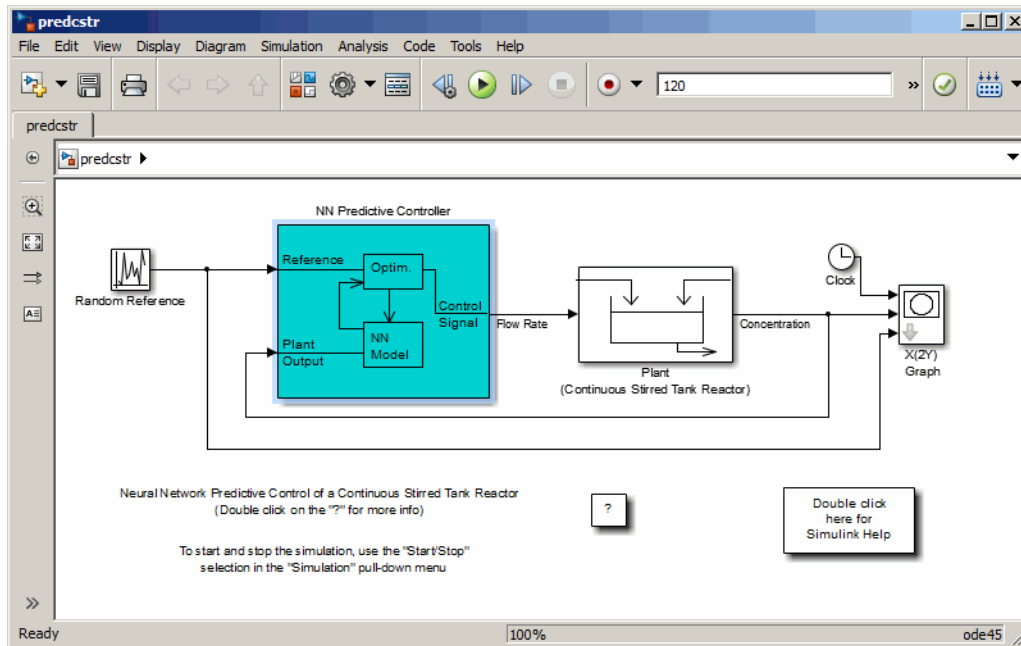 predcstr
File Edit View Display Diagram Simulation Analysis Code Tools Help
120
»
predcstr
predcstr
NN Predictive Controller
Reference
Optim.
Random Reference
Control
Signal
Plant
Output
NN
Model
Flow Rate
Plant
(Continuous Stirred Tank Reactor)
Concentration
Clock
X(2Y)
Graph
Neural Network Predictive Control of a Continuous Stirred Tank Reactor
(Double click on the "?" for more info)
?
Double click
here for
Simulink Help
To start and stop the simulation, use the "Start/Stop"
selection in the "Simulation" pull-down menu
»
Ready 100% ode45